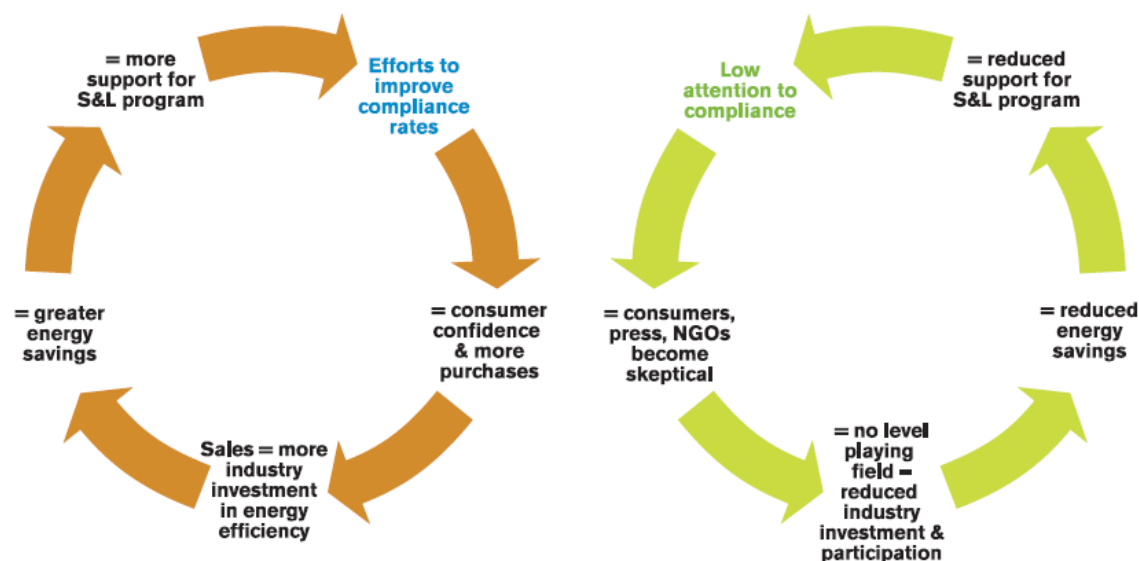 = more
support for
S&L program
Efforts to
improve
compliance
rates
= consumer
confidence
& more
purchases
Sales = more
industry
investment
in energy
efficiency
= greater
energy
savings
Low
attention to
compliance
= consumers,
press, NGOs
become
skeptical
= no level
playing
field –
reduced
industry
investment &
participation
= reduced
energy
savings
= reduced
support for
S&L program